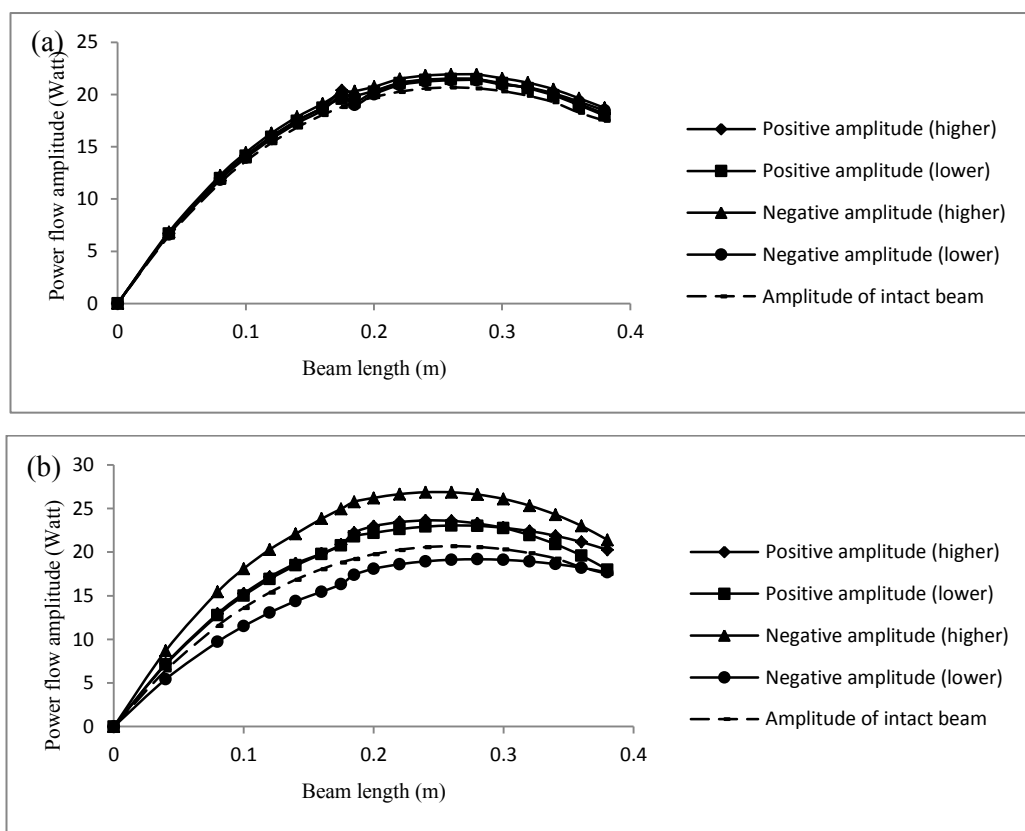 (a)
Power flow amplitude (Watt)
25
20
15
10
5
0
0 0.1 0.2 0.3 0.4
Beam length (m)
Positive amplitude (higher)
Positive amplitude (lower)
Negative amplitude (higher)
Negative amplitude (lower)
Amplitude of intact beam
(b)
Power flow amplitude (Watt)
30
25
20
15
10
5
0
0 0.1 0.2 0.3 0.4
Beam length (m)
Positive amplitude (higher)
Positive amplitude (lower)
Negative amplitude (higher)
Negative amplitude (lower)
Amplitude of intact beam